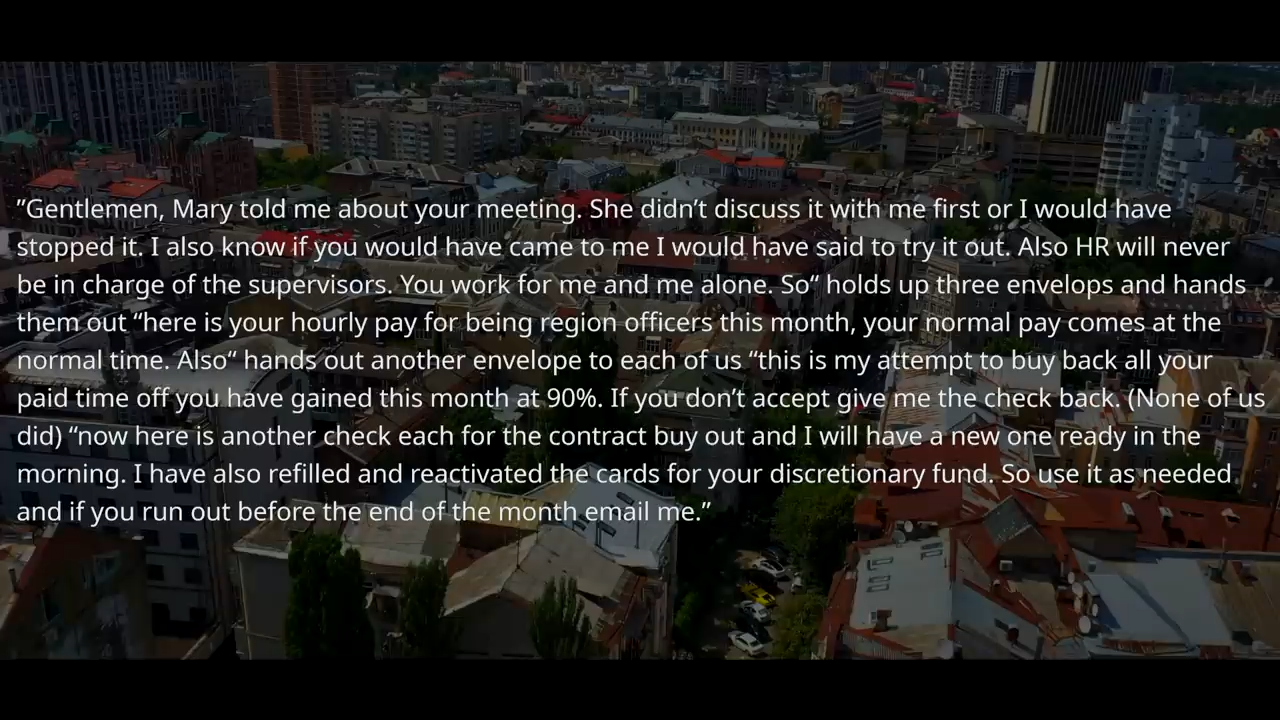 ”Gentlemen, Mary told me about your meeting. She didn’t discuss it with me first or I would have
stopped it. I also know if you would have came to me I would have said to try it out. Also HR will never
be in charge of the supervisors. You work for me and me alone. So“ holds up three envelops and hands
them out “here is your hourly pay for being region officers this month, your normal pay comes at the
normal time. Also“ hands out another envelope to each of us “this is my attempt to buy back all your
paid time off you have gained this month at 90%. If you don’t accept give me the check back. (None of us
did) “now here is another check each for the contract buy out and I will have a new one ready in the
morning. I have also refilled and reactivated the cards for your discretionary fund. So use it as needed
and if you run out before the end of the month email me.”